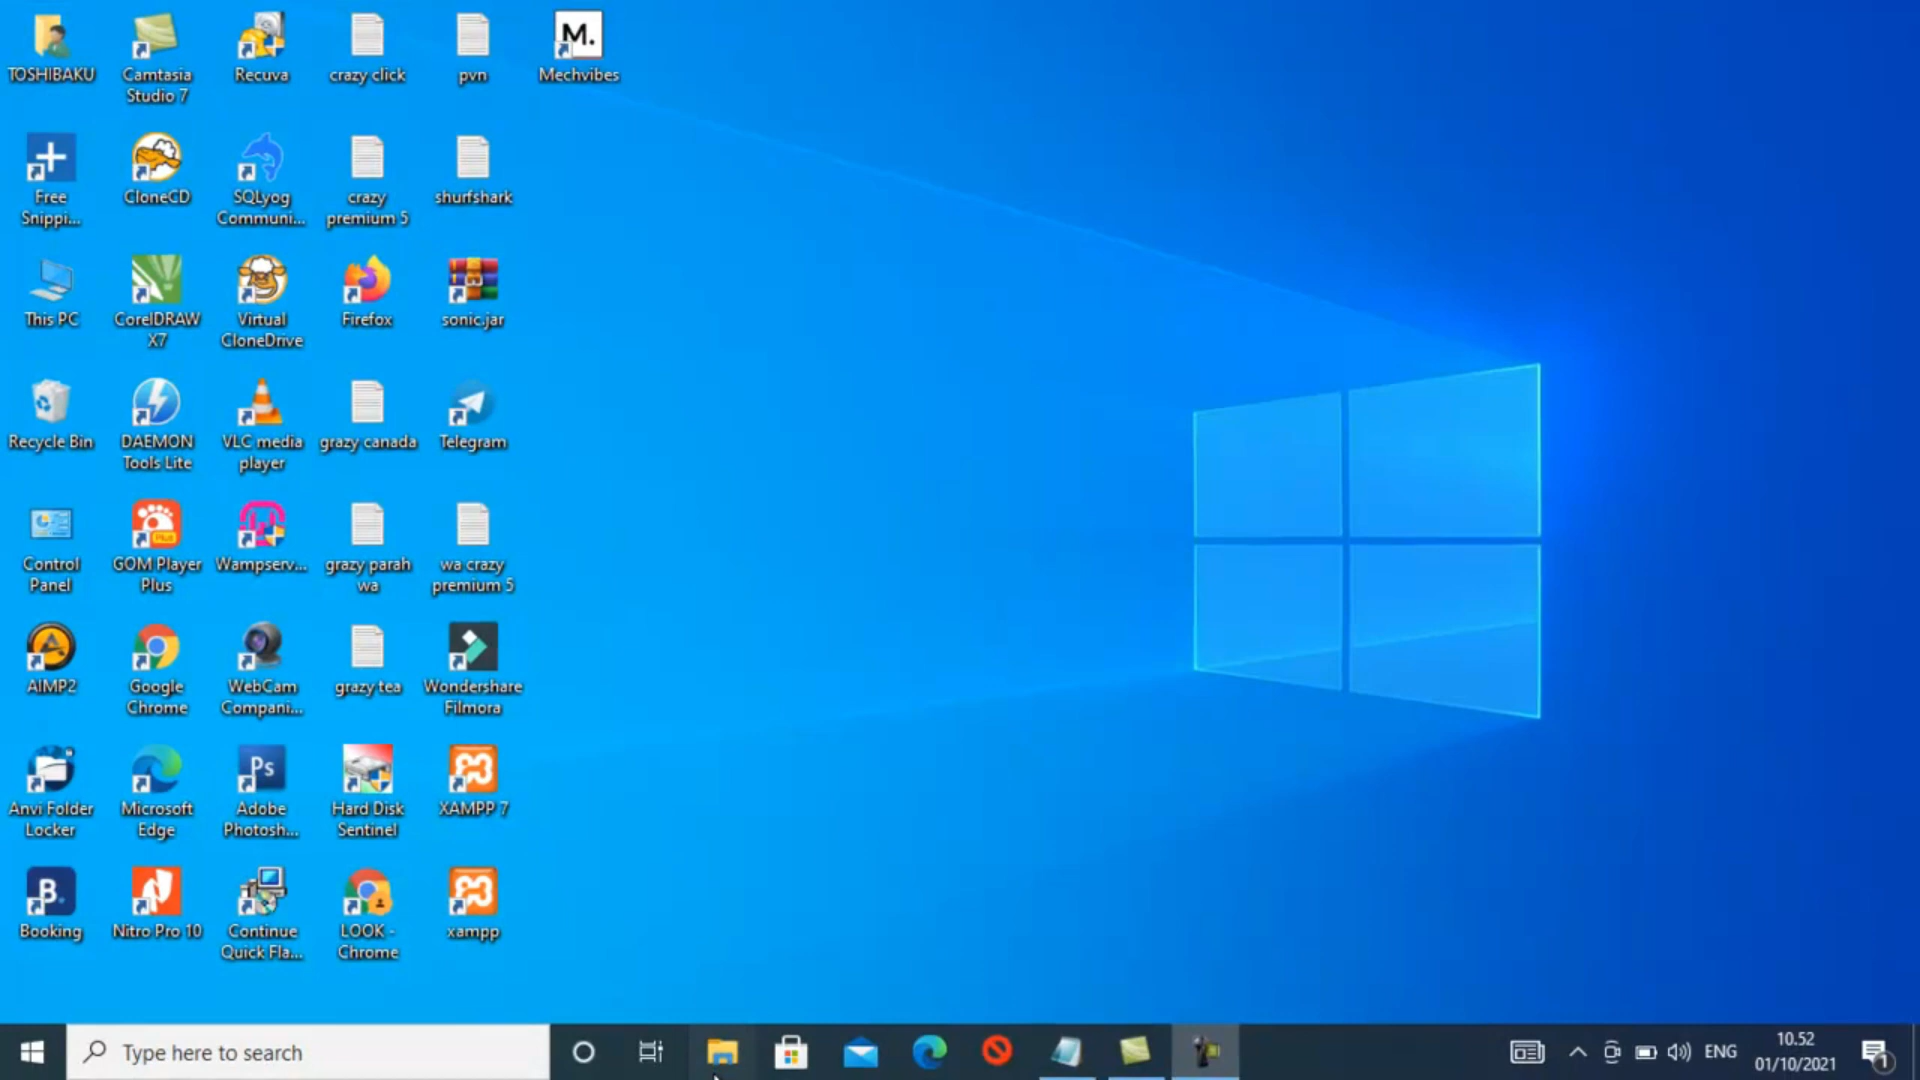 TOSHIBAKU
Camtasia
Studio 7
Recuva
crazy click
pvn
M.
Mechvibes
Free
Snippi...
CloneCD
SQLyog
Communi...
crazy
premium 5
shurfshark
This PC
CorelDRAW
X7
Virtual
CloneDrive
Firefox
sonic.jar
Recycle Bin
DAEMON
Tools Lite
VLC media
player
grazy canada
Telegram
Control
Panel
Plus
GOM Player
Plus
Wampserv...
grazy parah
wa
wa crazy
premium 5
AIMP2
Google
Chrome
WebCam
Compani...
grazy tea
Wondershare
Filmora
Anvi Folder
Locker
Microsoft
Edge
Ps
Adobe
Photosh...
Hard Disk
Sentinel
XAMPP 7
B.
Booking
Nitro Pro 10
Continue
Quick Fla...
LOOK -
Chrome
xampp
Type here to search
ENG
10.52
01/10/2021
1